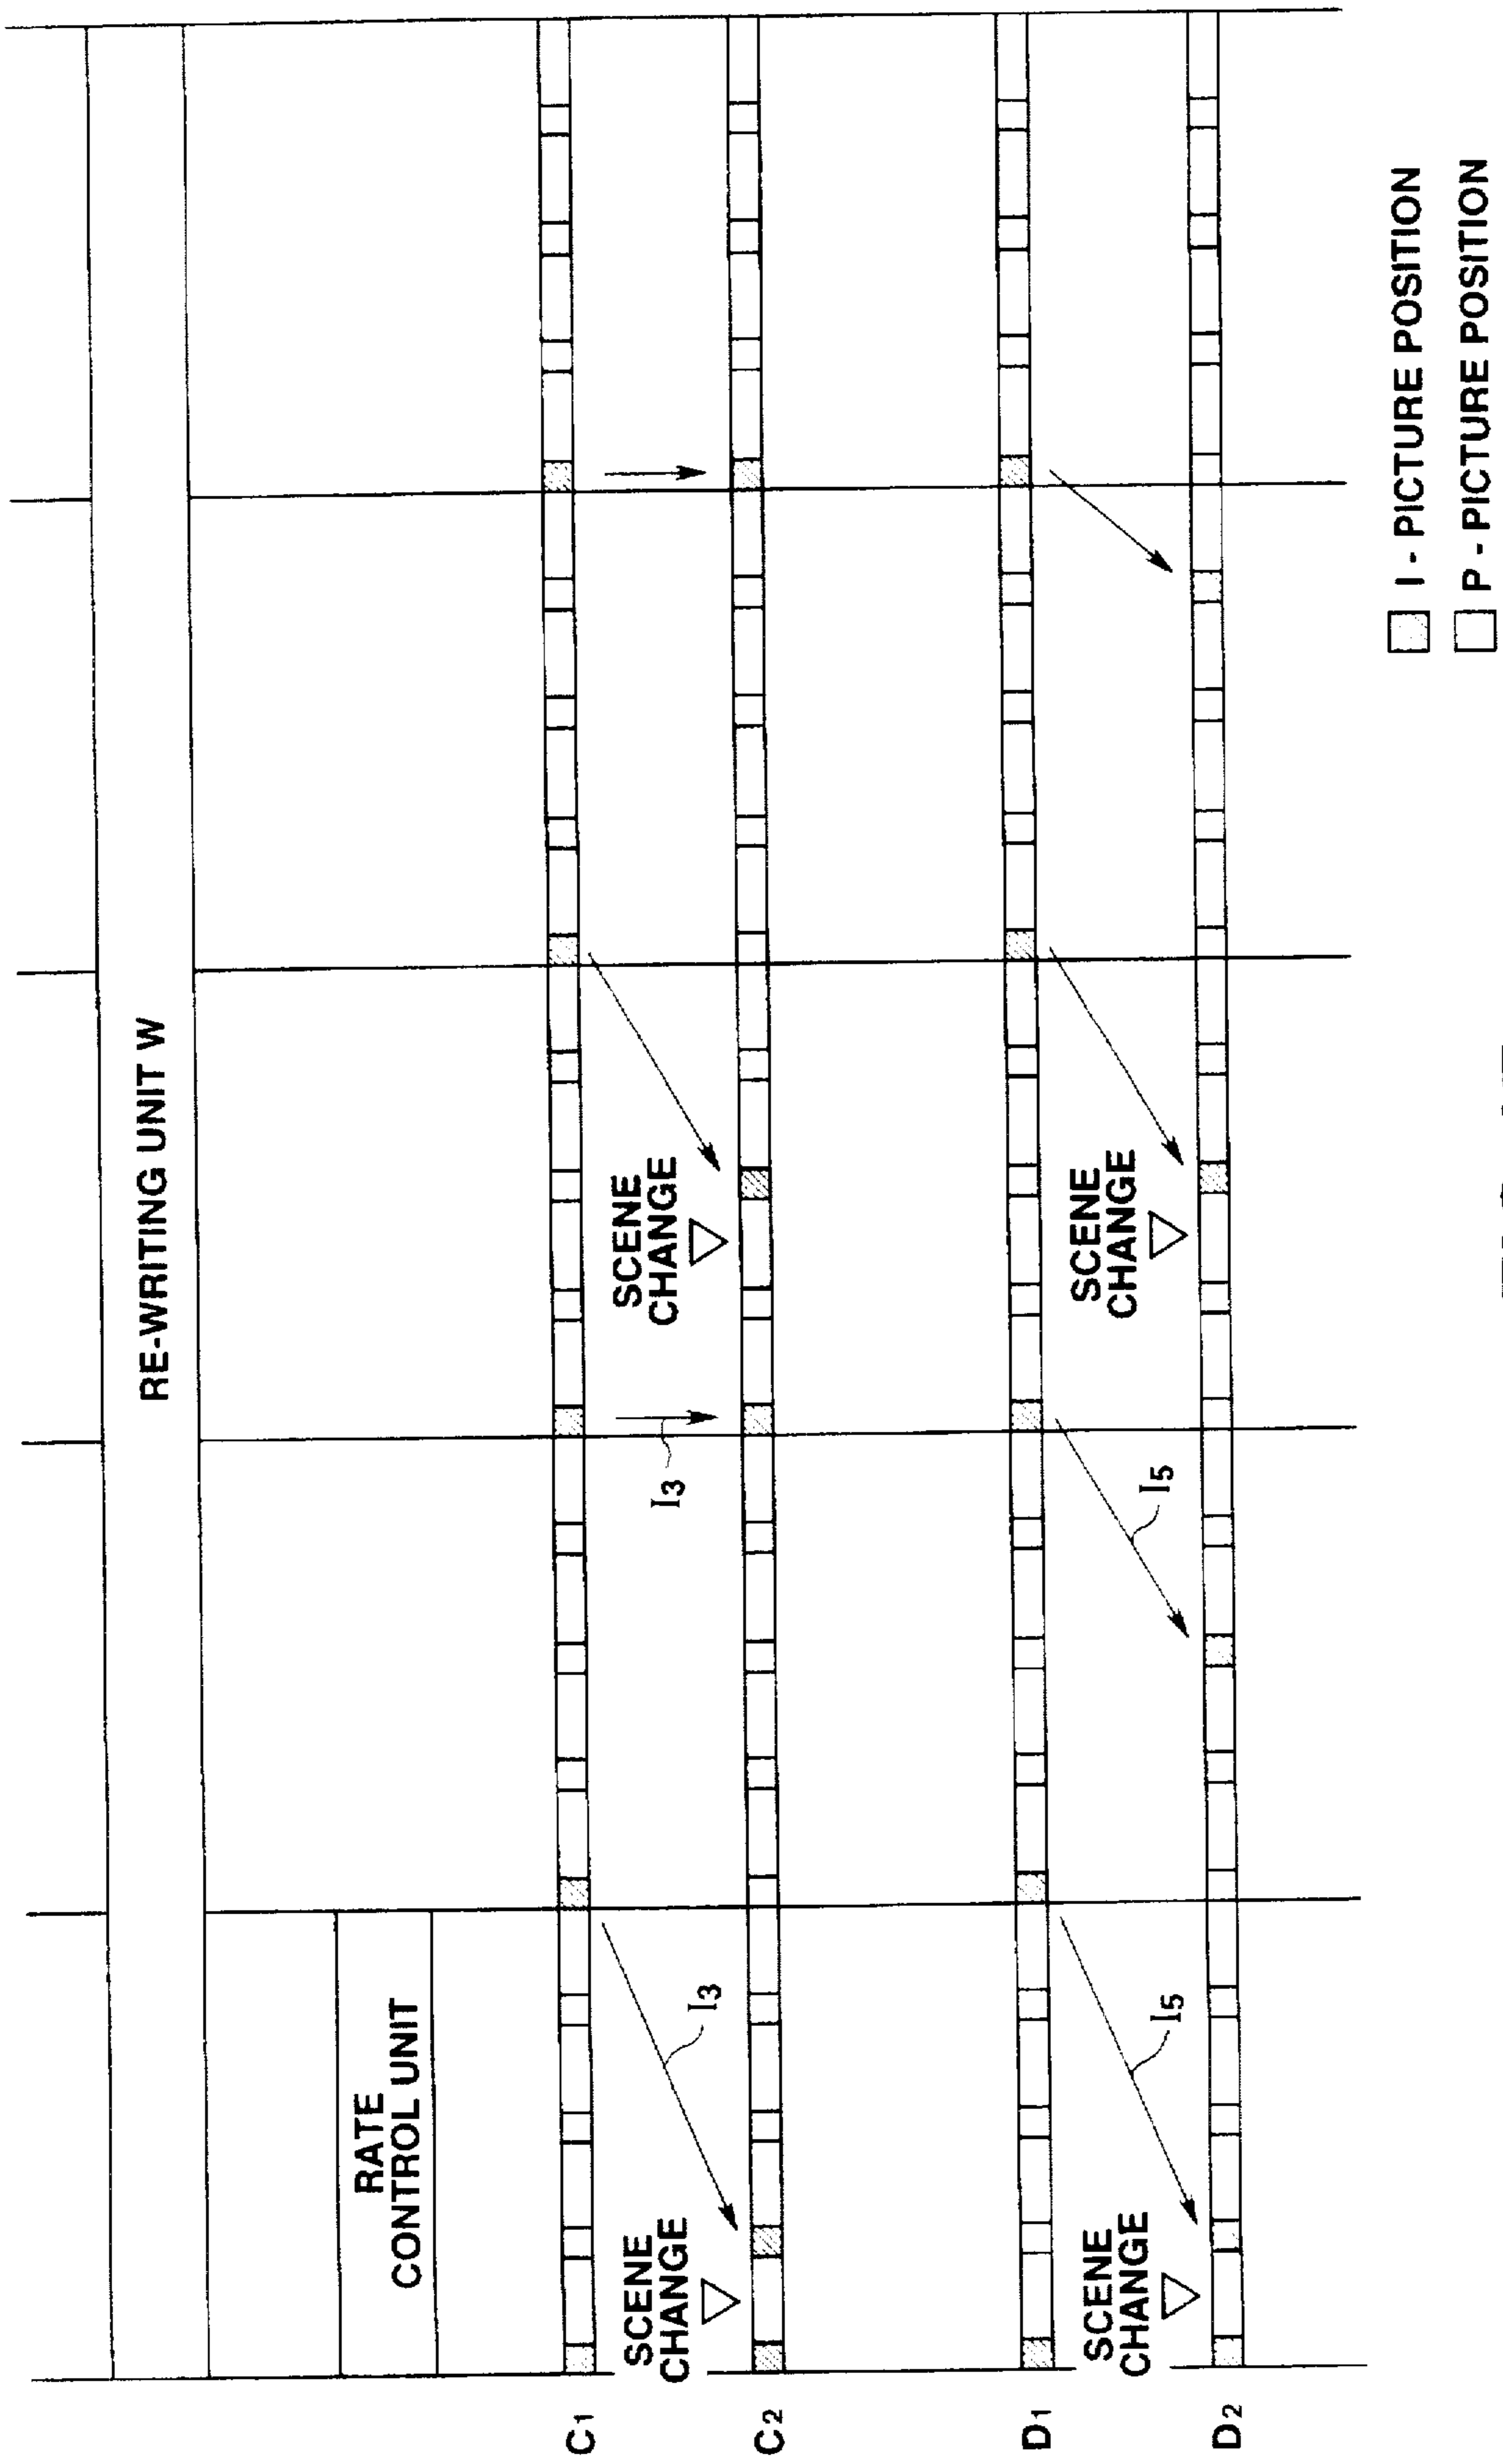 RE-WRITING UNIT W
RATE
CONTROL UNIT
C1
SCENE
CHANGE
I3
I3
SCENE
CHANGE
C2
D1
SCENE
CHANGE
I5
I5
SCENE
CHANGE
D2
I - PICTURE POSITION
P - PICTURE POSITION